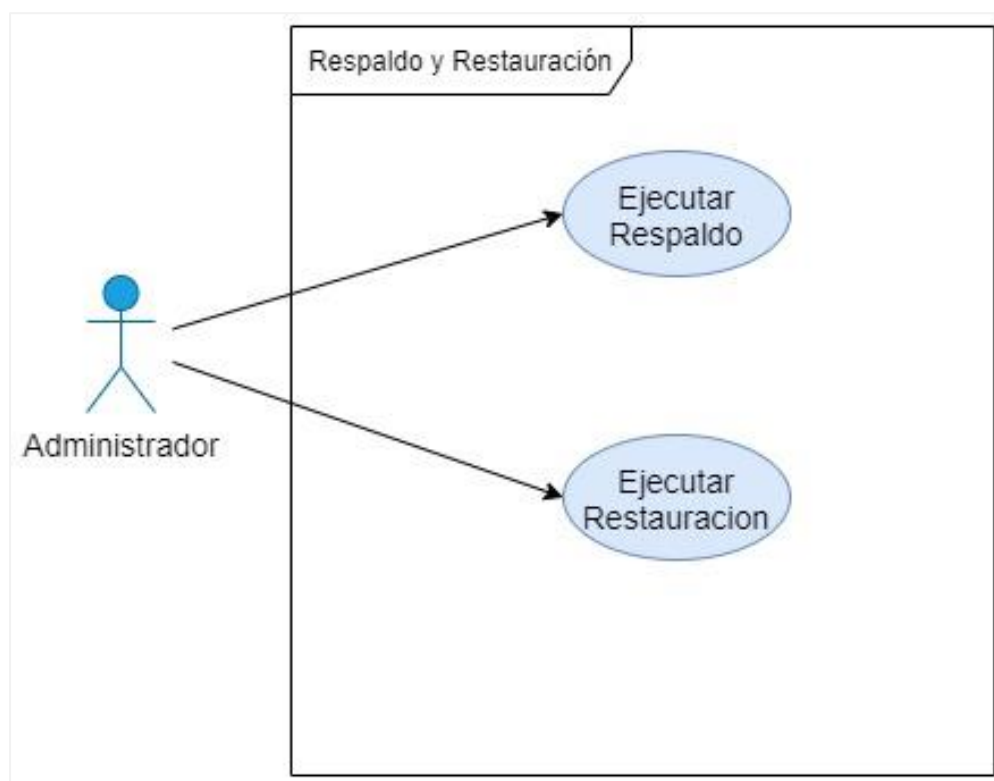 Respaldo y Restauración
Ejecutar
Respaldo
Administrador
Ejecutar
Restauracion